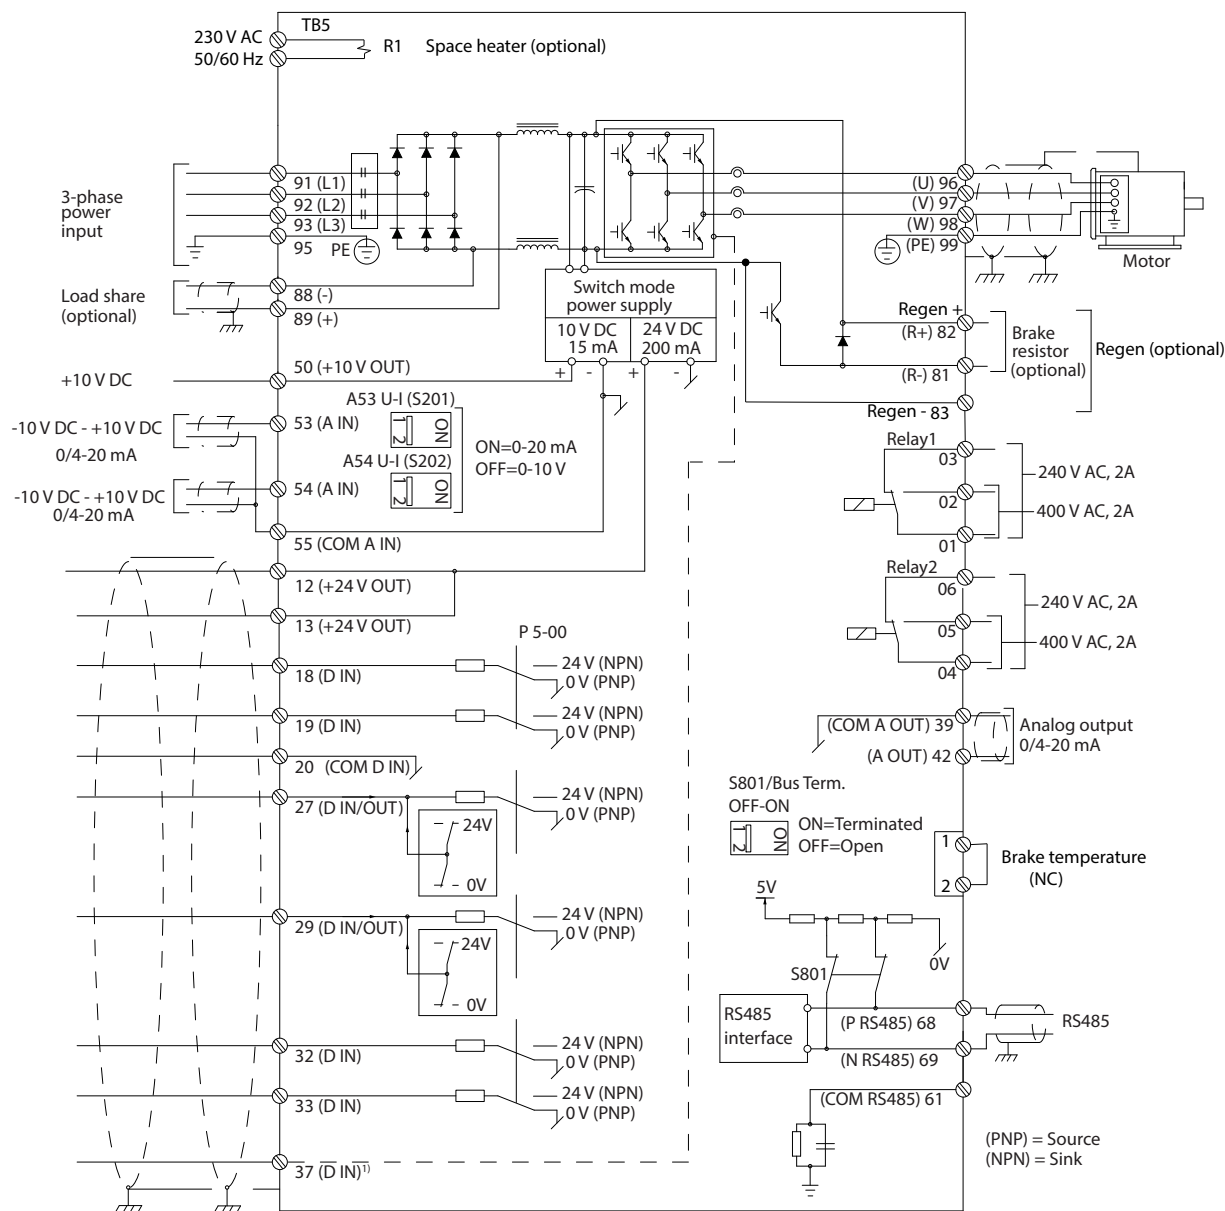 TB5
230 V AC
50/60 Hz
R1
Space heater (optional)
3-phase
power
input
91 (L1)
92 (L2)
93 (L3)
95
PE
(U) 96
(V) 97
(W) 98
(PE) 99
Motor
Load share
(optional)
88 (-)
89 (+)
Switch mode
power supply
10 V DC
15 mA
24 V DC
200 mA
+
-
+
-
Regen +
(R+) 82
Brake
resistor
(optional)
Regen (optional)
(R-) 81
Regen - 83
+10 V DC
50 (+10 V OUT)
A53 U-I (S201)
1
2
ON
-10 V DC - +10 V DC
0/4-20 mA
53 (A IN)
ON=0-20 mA
OFF=0-10 V
A54 U-I (S202)
1
2
ON
-10 V DC - +10 V DC
0/4-20 mA
54 (A IN)
55 (COM A IN)
Relay1
03
240 V AC, 2A
02
400 V AC, 2A
01
12 (+24 V OUT)
13 (+24 V OUT)
Relay2
06
240 V AC, 2A
05
400 V AC, 2A
04
P 5-00
18 (D IN)
24 V (NPN)
0 V (PNP)
19 (D IN)
24 V (NPN)
0 V (PNP)
20 (COM D IN)
27 (D IN/OUT)
24 V (NPN)
0 V (PNP)
24V
0V
29 (D IN/OUT)
24 V (NPN)
0 V (PNP)
24V
0V
32 (D IN)
24 V (NPN)
0 V (PNP)
33 (D IN)
24 V (NPN)
0 V (PNP)
37 (D IN)1)
(COM A OUT) 39
Analog output
0/4-20 mA
(A OUT) 42
S801/Bus Term.
OFF-ON
1
2
ON
ON=Terminated
OFF=Open
1
2
Brake temperature
(NC)
5V
0V
S801
RS485
interface
(P RS485) 68
RS485
(N RS485) 69
(COM RS485) 61
(PNP) = Source
(NPN) = Sink